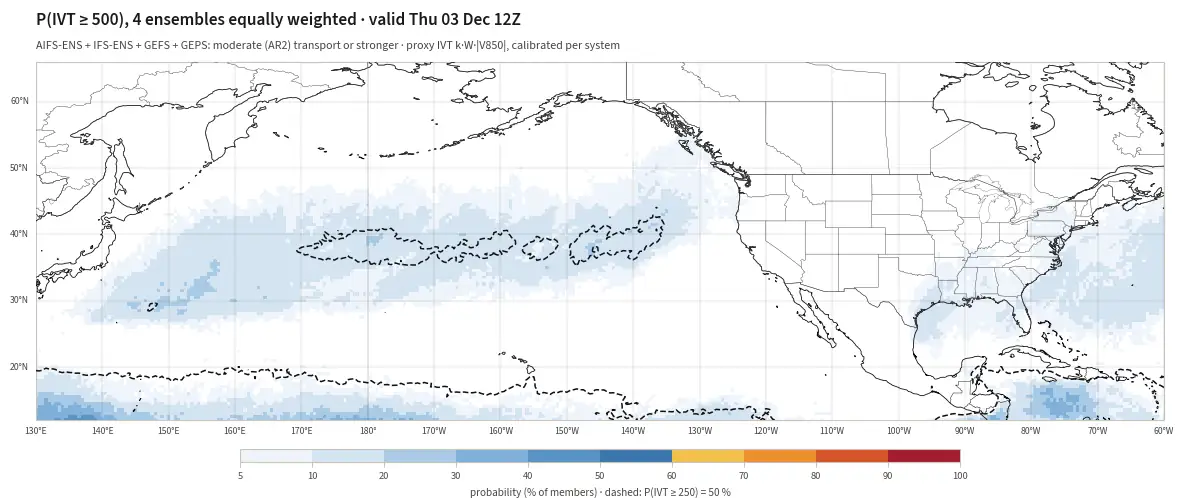 P(IVT ≥ 500), 4 ensembles equally weighted · valid Thu 03 Dec 12Z
AIFS-ENS + IFS-ENS + GEFS + GEPS: moderate (AR2) transport or stronger · proxy IVT k·W·|V850|, calibrated per system
60°N
50°N
40°N
30°N
20°N
130°E 140°E 150°E 160°E 170°E 180° 170°W 160°W 150°W 140°W 130°W 120°W 110°W 100°W 90°W 80°W 70°W 60°W
5 10 20 30 40 50 60 70 80 90 100
probability (% of members) · dashed: P(IVT ≥ 250) = 50 %